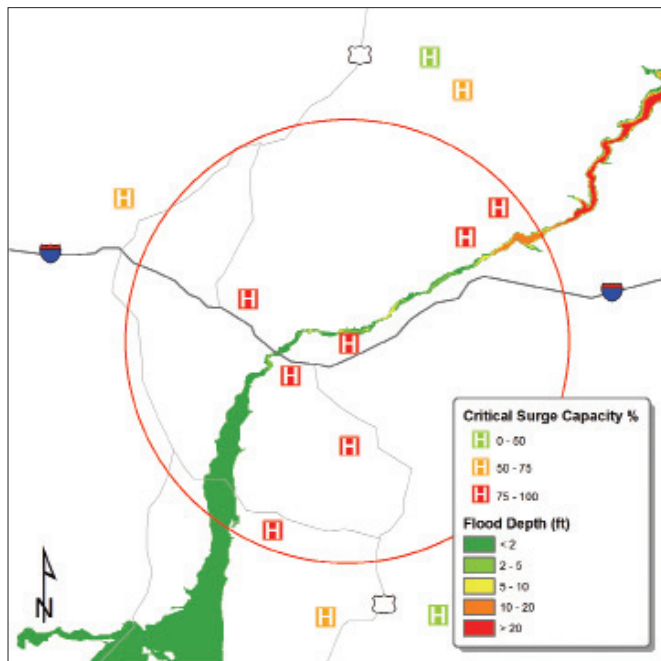 H
H
H
H
H
H
H
H
H
H
H
H
N
H
H
Critical Surge Capacity %
H 0 - 50
H 50 - 75
H 75 - 100
Flood Depth (ft)
< 2
2 - 5
5 - 10
10 - 20
> 20